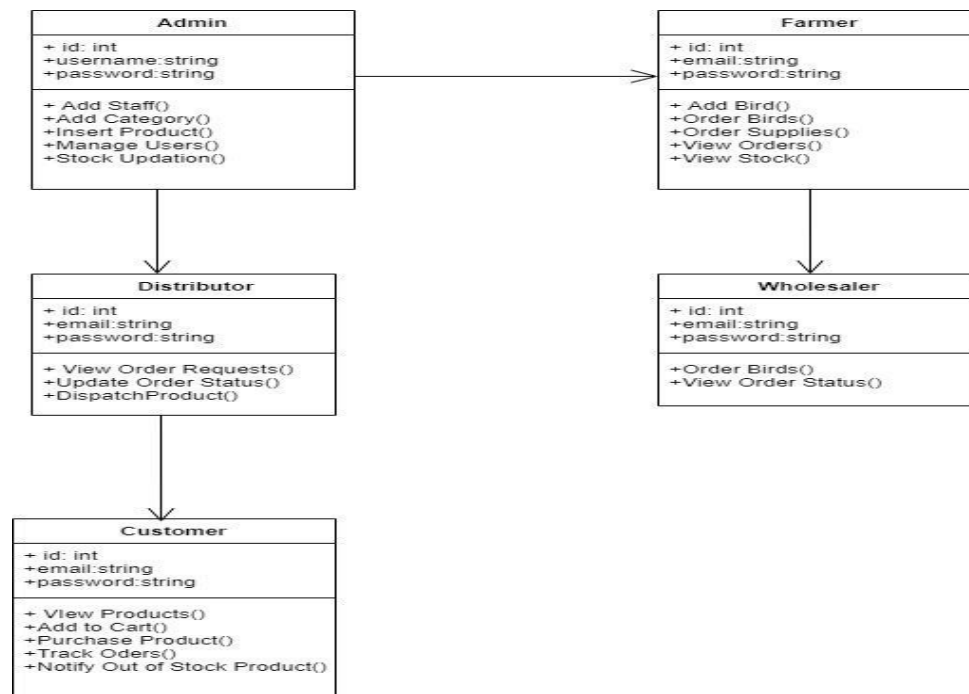 Admin
+ id: int
+username:string
+password:string
+ Add Staff()
+Add Category()
+Insert Product()
+Manage Users()
+Stock Updation()
Farmer
+ id: int
+email:string
+password:string
+ Add Bird()
+Order Birds()
+Order Supplies()
+View Orders()
+View Stock()
Distributor
+ id: int
+email:string
+password:string
+ View Order Requests()
+Update Order Status()
+DispatchProduct()
Wholesaler
+ id: int
+email:string
+password:string
+Order Birds()
+View Order Status()
Customer
+ id: int
+email:string
+password:string
+ VIew Products()
+Add to Cart()
+Purchase Product()
+Track Oders()
+Notify Out of Stock Product()